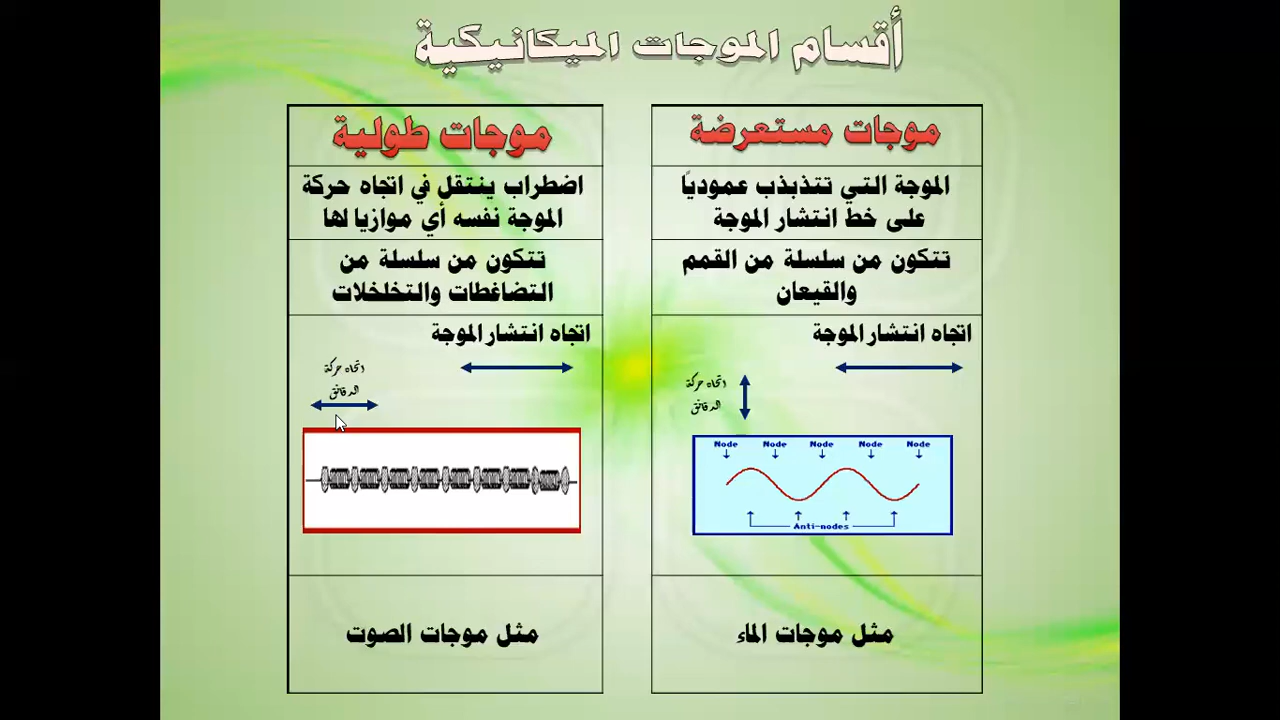 أقسام الموجات الميكانيكية
موجات مستعرضة
الموجة التي تتذبذب عموديًا
على خط انتشار الموجة
تتكون من سلسلة من القمم
والقيعان
اتجاه انتشار الموجة
اتجاه حركة
الدقائق
Node Node Node Node Node
Anti-nodes
مثل موجات الماء
موجات طولية
اضطراب ينتقل في اتجاه حركة
الموجة نفسه أي موازيا لها
تتكون من سلسلة من
التضاغطات والتخلخلات
اتجاه انتشار الموجة
اتجاه حركة
الدقائق
مثل موجات الصوت